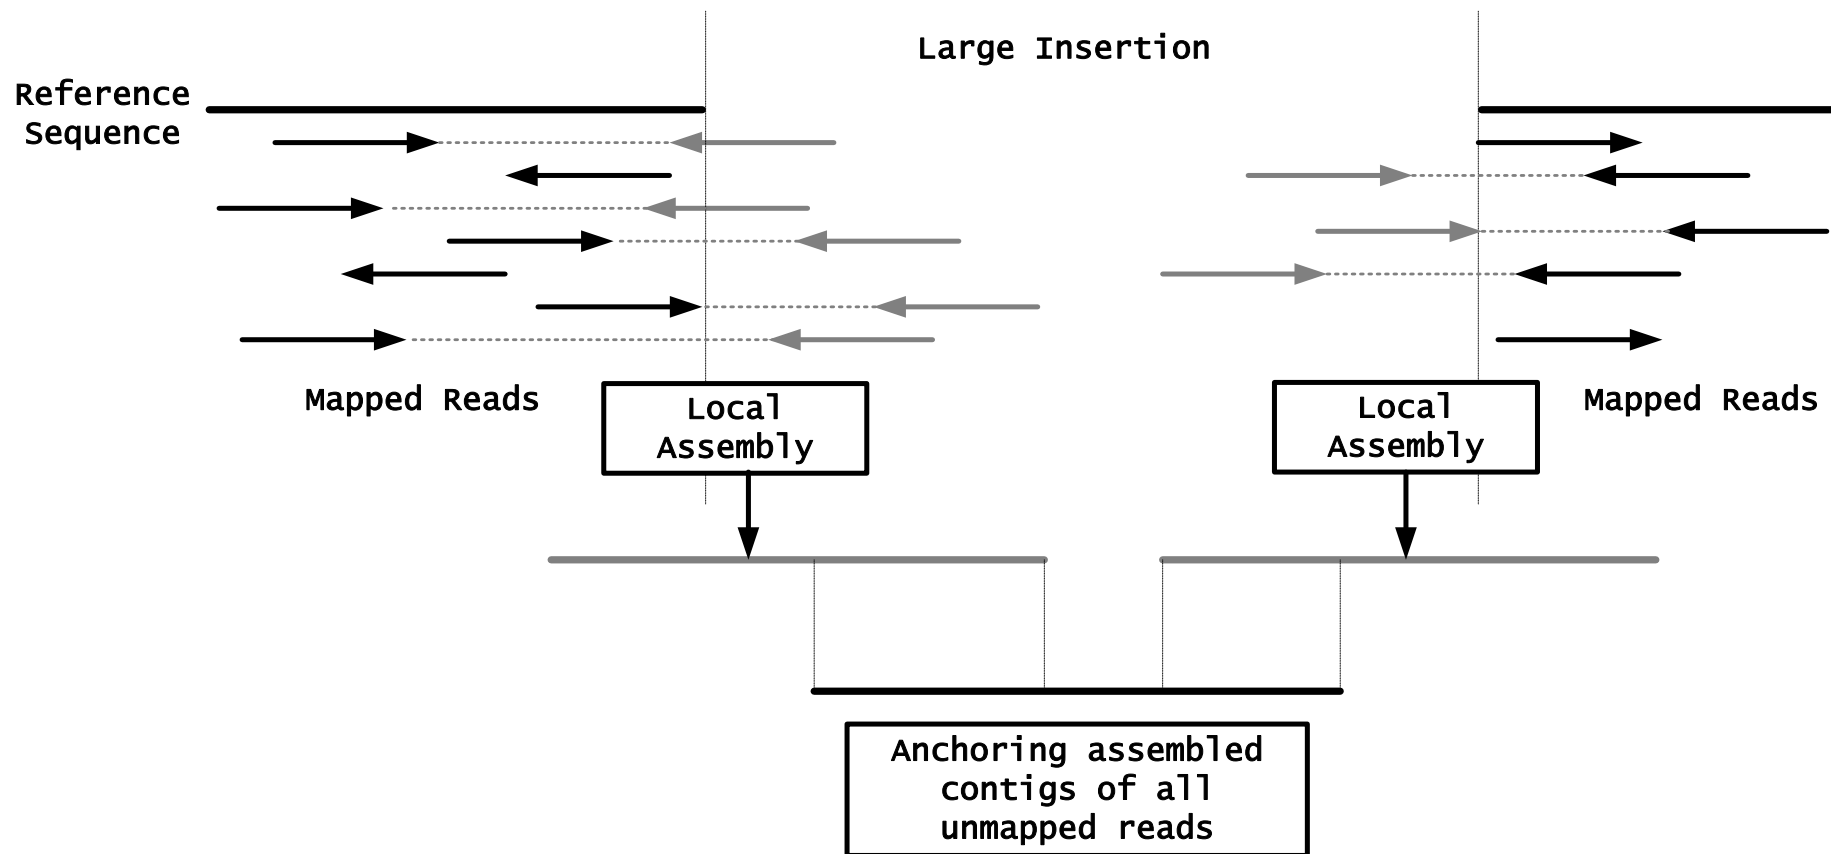 Large Insertion
Reference
Sequence
Mapped Reads
Local
Assembly
Local
Assembly
Mapped Reads
Anchoring assembled
contigs of all
unmapped reads